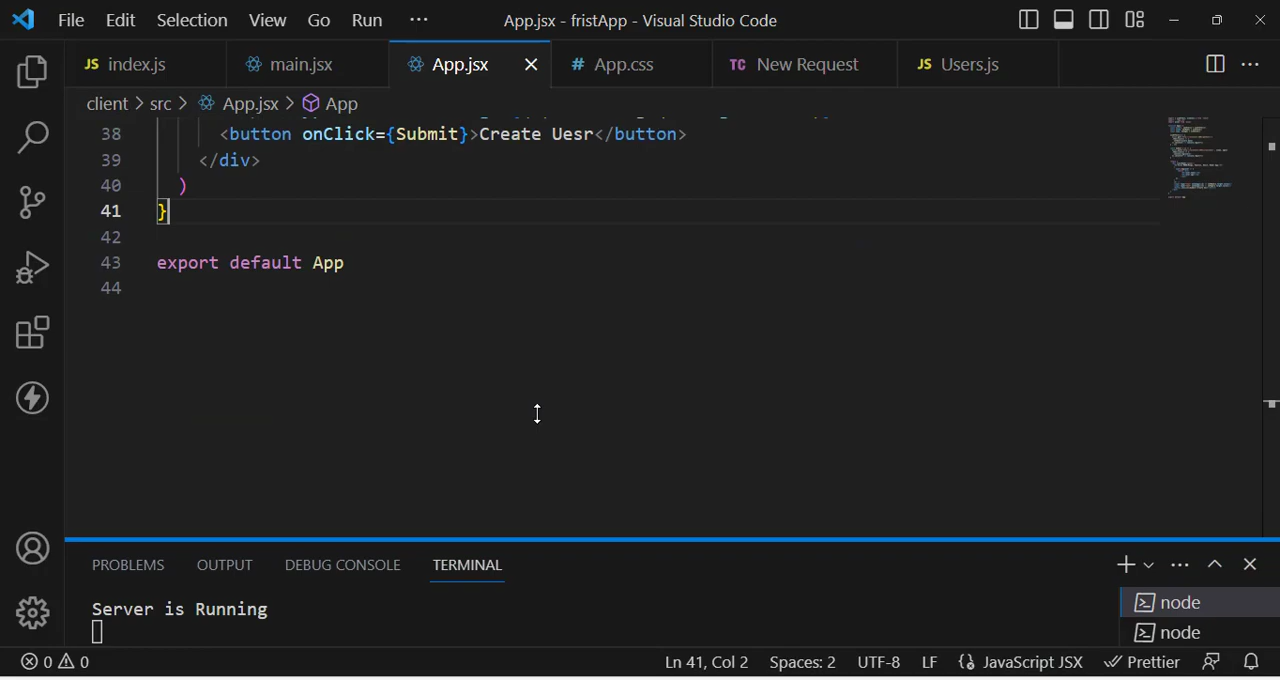 File Edit Selection View Go Run ··· App.jsx - fristApp - Visual Studio Code
JS index.js main.jsx App.jsx # App.css TC New Request JS Users.js
client > src > App.jsx > App
38 <button onClick={Submit}>Create Uesr</button>
39 </div>
40 )
41 }
42
43 export default App
44
PROBLEMS OUTPUT DEBUG CONSOLE TERMINAL
Server is Running
node
node
0 0 Ln 41, Col 2 Spaces: 2 UTF-8 LF JavaScript JSX Prettier